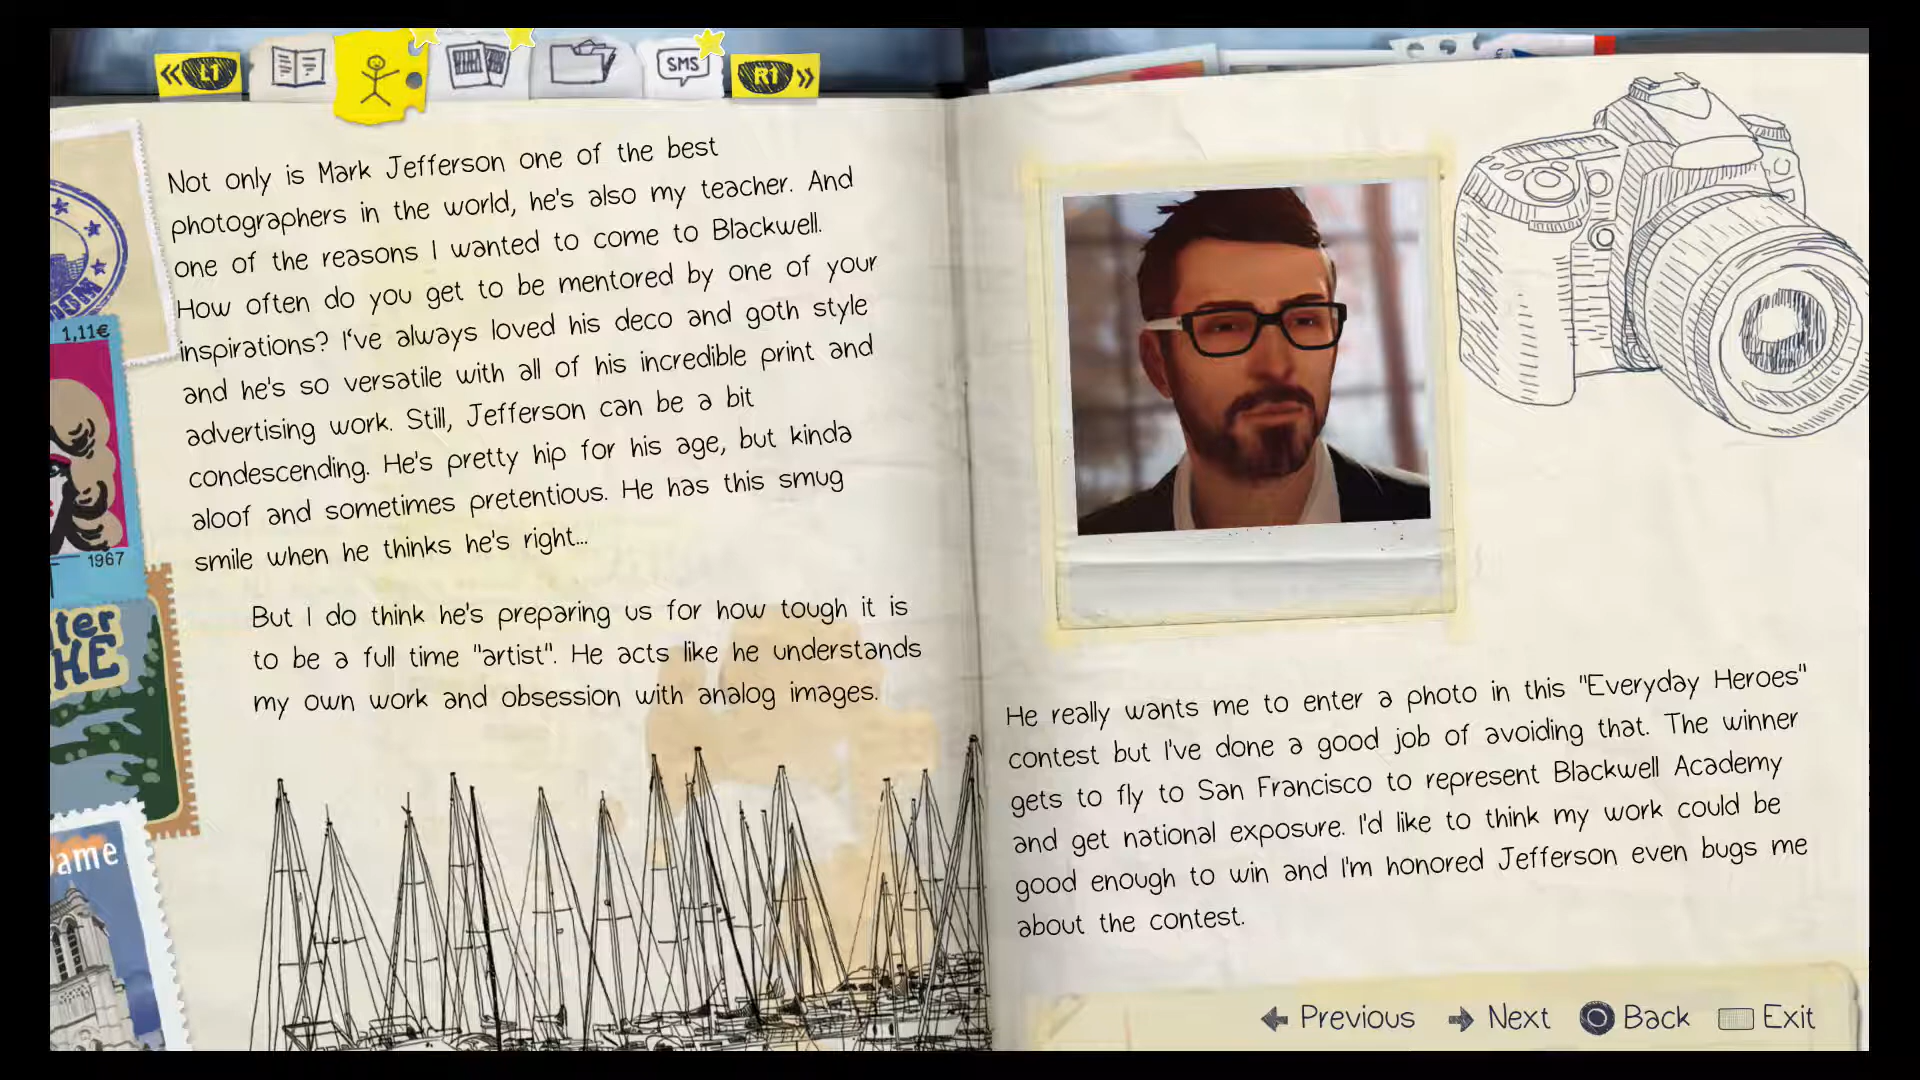 L1
SMS
R1
Not only is Mark Jefferson one of the best
photographers in the world, he's also my teacher. And
one of the reasons I wanted to come to Blackwell.
How often do you get to be mentored by one of your
inspirations? I've always loved his deco and goth style
and he's so versatile with all of his incredible print and
advertising work. Still, Jefferson can be a bit
condescending. He's pretty hip for his age, but kinda
aloof and sometimes pretentious. He has this smug
smile when he thinks he's right...
But I do think he's preparing us for how tough it is
to be a full time "artist". He acts like he understands
my own work and obsession with analog images.
1,11€
1967
ter
KE
ame
He really wants me to enter a photo in this "Everyday Heroes"
contest but I've done a good job of avoiding that. The winner
gets to fly to San Francisco to represent Blackwell Academy
and get national exposure. I'd like to think my work could be
good enough to win and I'm honored Jefferson even bugs me
about the contest.
Previous Next Back Exit